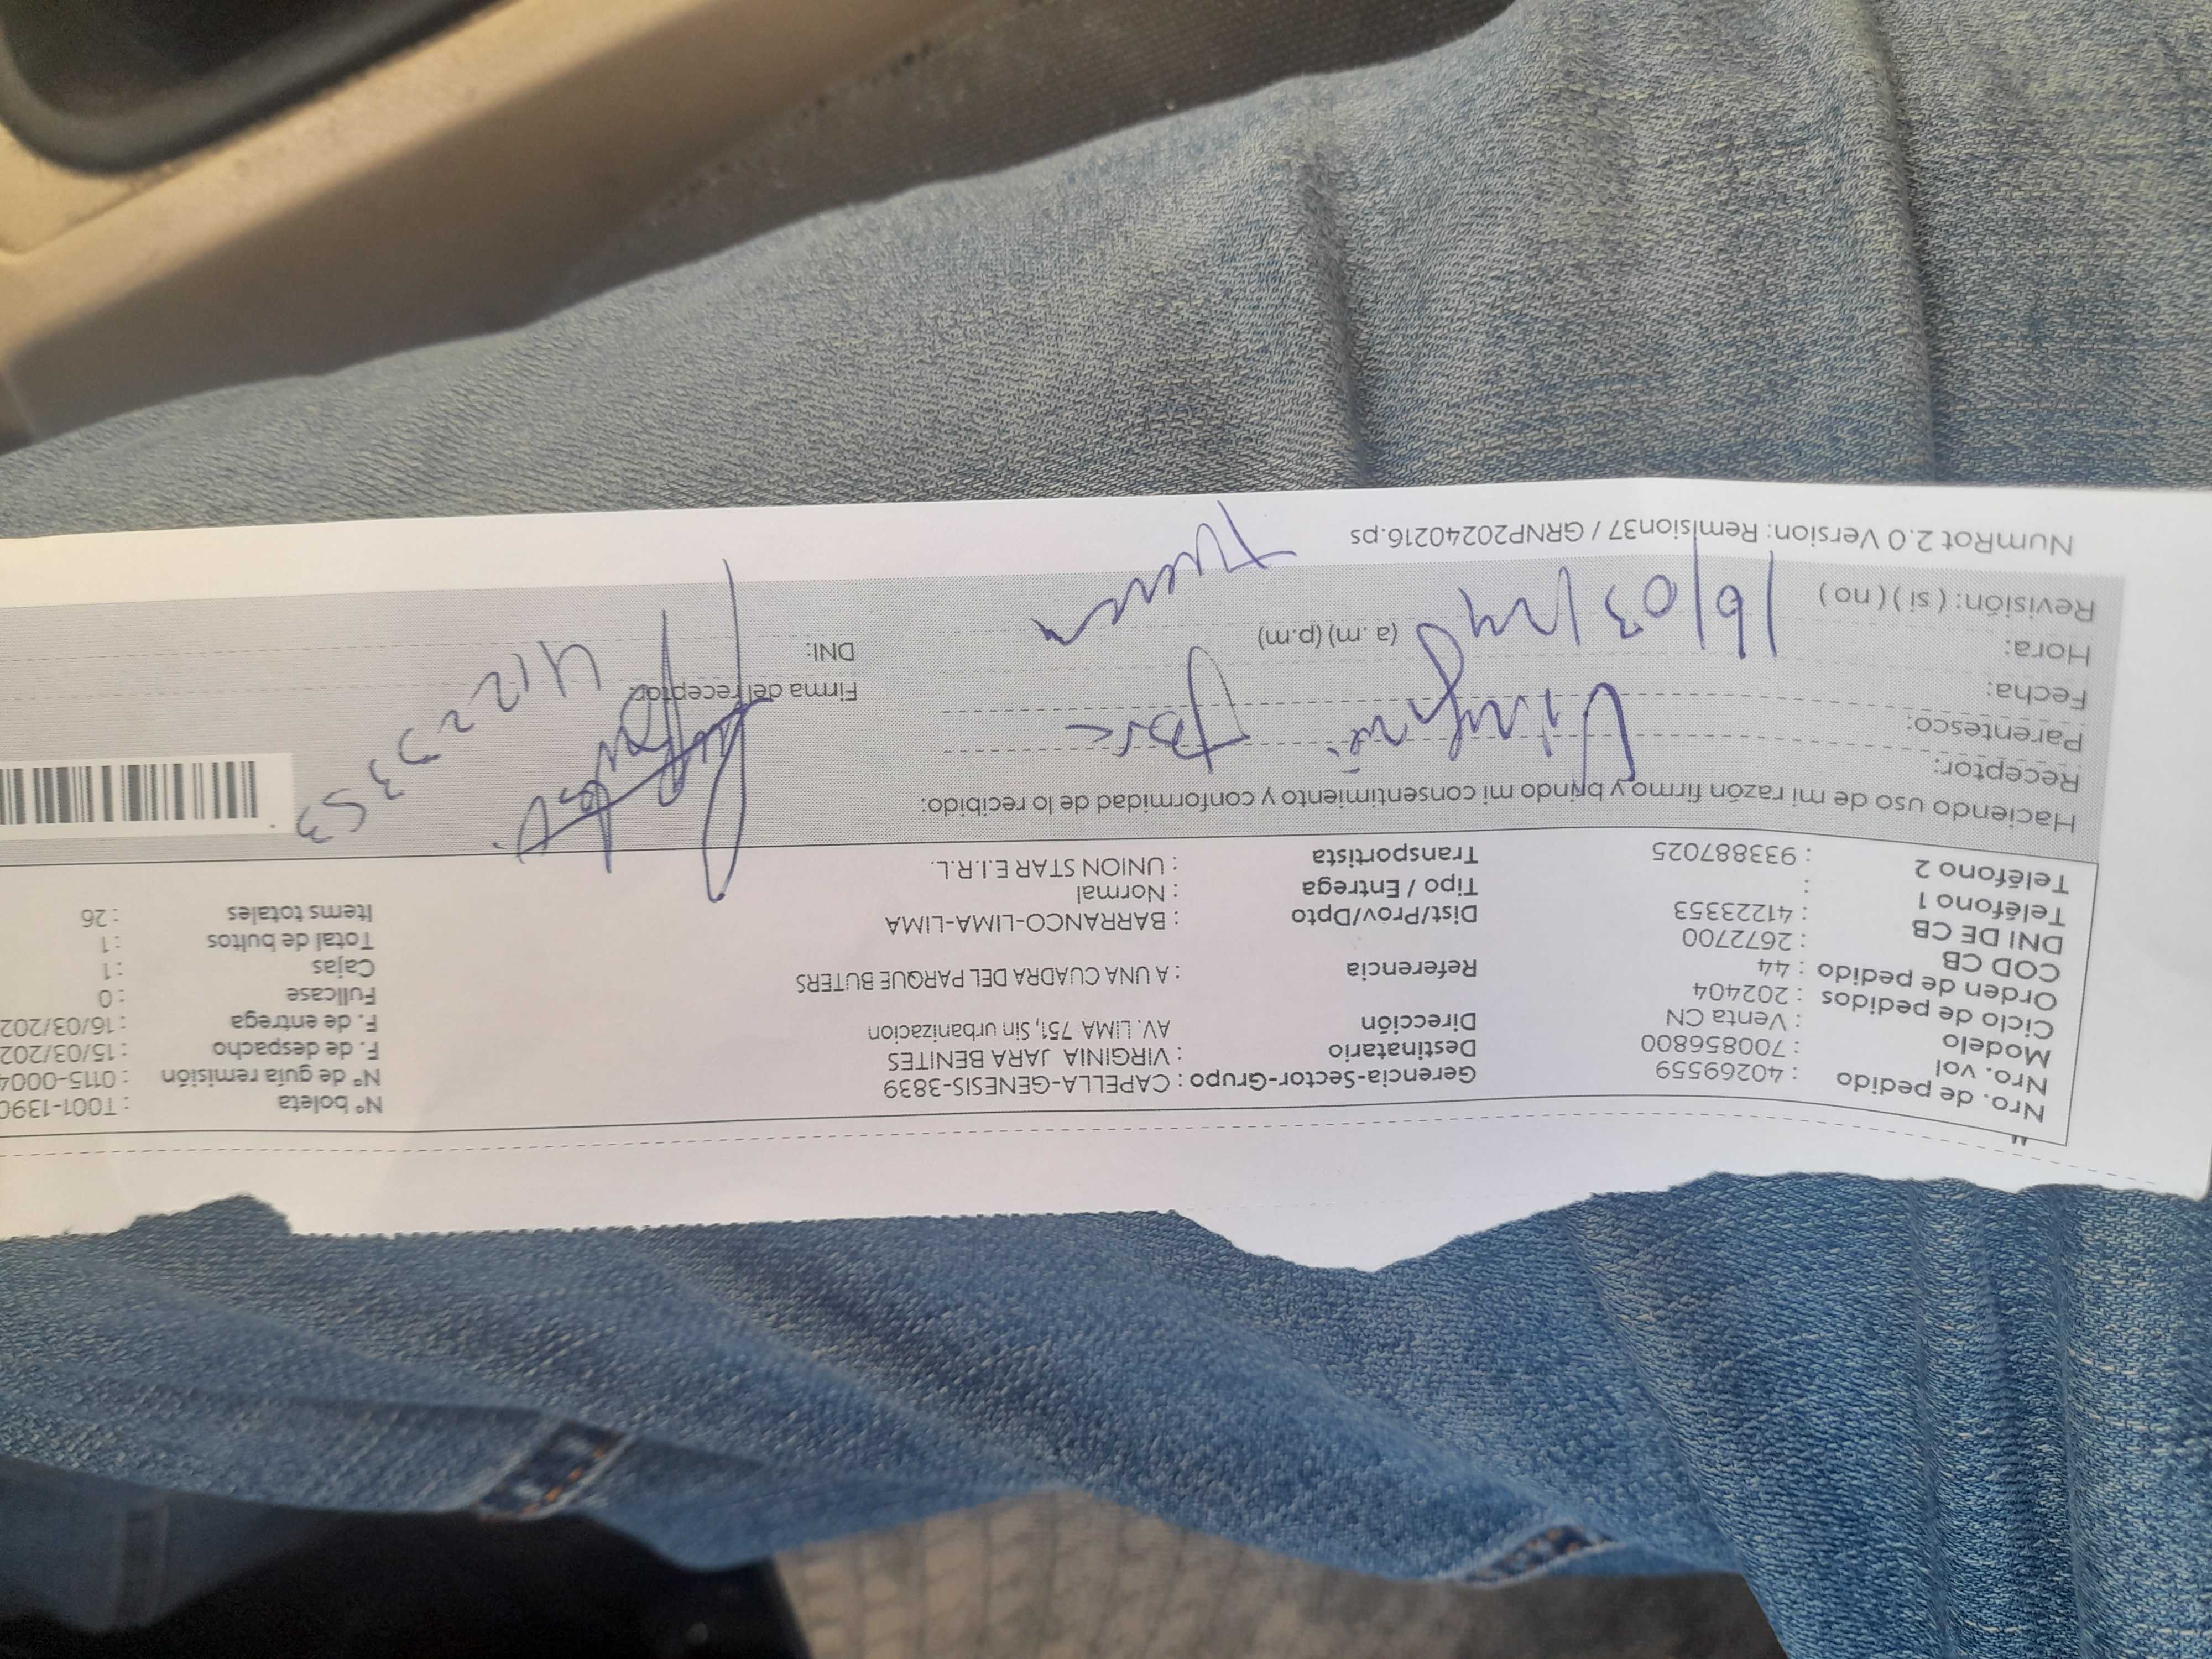 Nro. de pedido : 40269559
Nro. vol : 700856800
Modelo : Venta CN
Ciclo de pedidos : 202404
Orden de pedido : 44
COD CB : 2672700
DNI DE CB : 41223353
Teléfono 1 :
Teléfono 2 : 933887025
Gerencia-Sector-Grupo : CAPELLA-GENESIS-3839
Destinatario : VIRGINIA JARA BENITES
Dirección AV. LIMA 751, Sin urbanizacion
Referencia : A UNA CUADRA DEL PARQUE BUTERS
Dist/Prov/Dpto : BARRANCO-LIMA-LIMA
Tipo / Entrega : Normal
Transportista : UNION STAR E.I.R.L.
Nº boleta : T001-1390
Nº de guía remisión : 0115-0004
F. de despacho : 15/03/202
F. de entrega : 16/03/202
Fullcase : 0
Cajas : 1
Total de bultos : 1
Items totales : 26
Haciendo uso de mi razón firmo y brindo mi consentimiento y conformidad de lo recibido:
Receptor:
Parentesco:
Fecha: 16/03/24
Hora: (a.m) (p.m)
Revisión: ( si ) ( no )
Firma del receptor
DNI: 41223353
NumRot 2.0 Version: Remision37 / GRNP20240216.ps